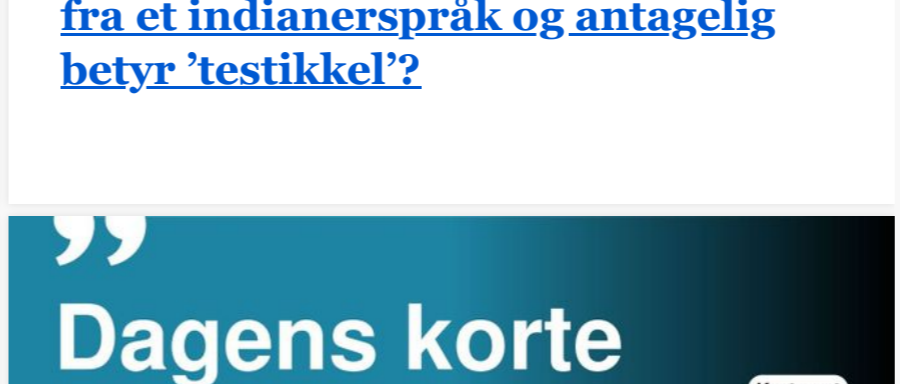 fra et indianerspråk og antagelig
betyr ’testikkel’?
”
Dagens korte